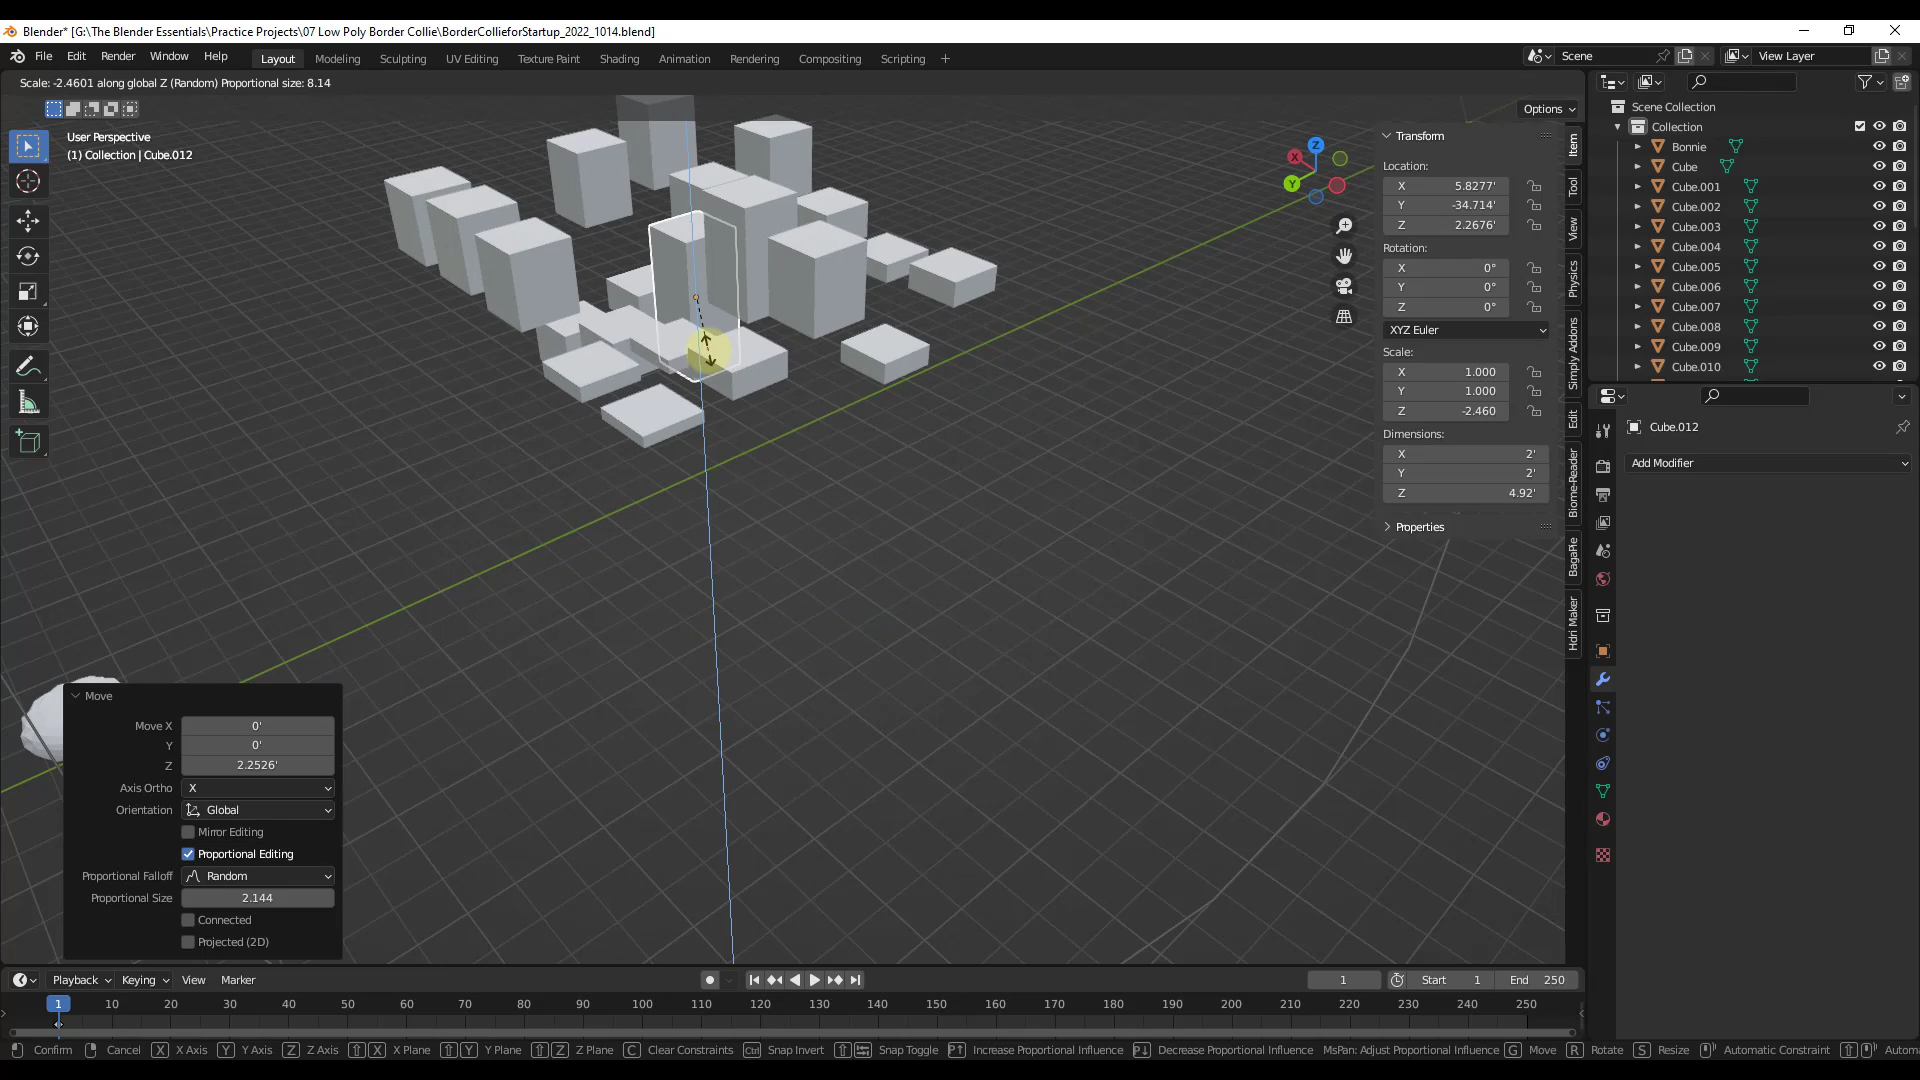 Blender* [G:\The Blender Essentials\Practice Projects\07 Low Poly Border Collie\BorderCollieforStartup_2022_1014.blend]
File Edit Render Window Help Layout Modeling Sculpting UV Editing Texture Paint Shading Animation Rendering Compositing Scripting + Scene View Layer
Scale: -2.4601 along global Z (Random) Proportional size: 8.14
Options
User Perspective
(1) Collection | Cube.012
Transform
Location:
X 5.8277'
Y -34.714'
Z 2.2676'
Rotation:
X 0°
Y 0°
Z 0°
XYZ Euler
Scale:
X 1.000
Y 1.000
Z -2.460
Dimensions:
X 2'
Y 2'
Z 4.92'
Properties
Item
Tool
View
Physics
Simply Addons
Edit
Biome-Reader
BagaPie
Hdri Maker
X
Y
Z
Scene Collection
Collection
Bonnie
Cube
Cube.001
Cube.002
Cube.003
Cube.004
Cube.005
Cube.006
Cube.007
Cube.008
Cube.009
Cube.010
Cube.012
Add Modifier
Move
Move X 0'
Y 0'
Z 2.2526'
Axis Ortho X
Orientation Global
Mirror Editing
Proportional Editing
Proportional Falloff Random
Proportional Size 2.144
Connected
Projected (2D)
Playback Keying View Marker 1 Start 1 End 250
1 10 20 30 40 50 60 70 80 90 100 110 120 130 140 150 160 170 180 190 200 210 220 230 240 250
Confirm Cancel X X Axis Y Y Axis Z Z Axis X X Plane Y Y Plane Z Z Plane C Clear Constraints Ctrl Snap Invert Snap Toggle P↑ Increase Proportional Influence P↓ Decrease Proportional Influence MsPan: Adjust Proportional Influence G Move R Rotate S Resize Automatic Constraint